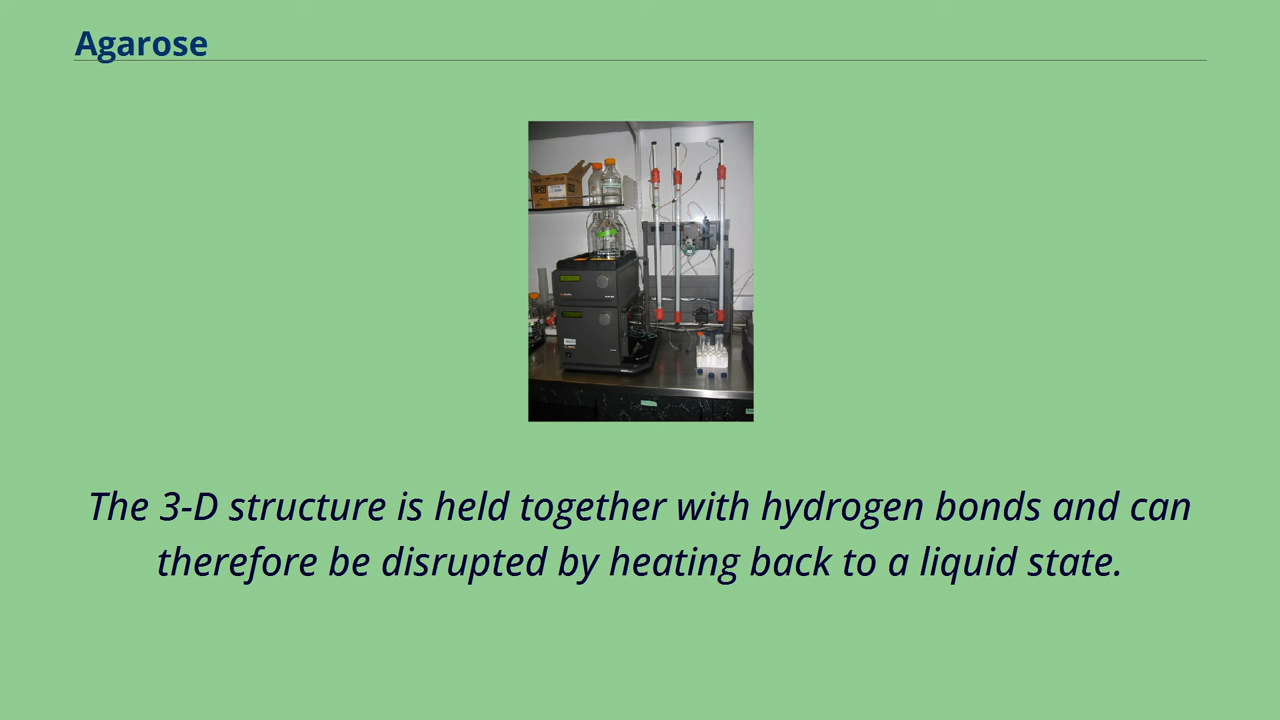 Agarose
The 3-D structure is held together with hydrogen bonds and can
therefore be disrupted by heating back to a liquid state.